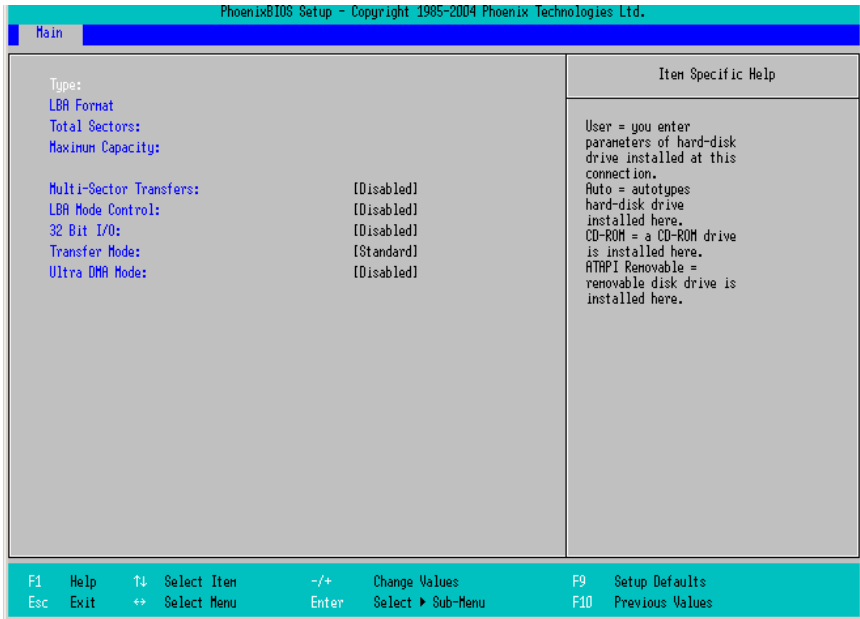 PhoenixBIOS Setup - Copyright 1985-2004 Phoenix Technologies Ltd.
Main
Type:
LBA Format
Total Sectors:
Maximum Capacity:
Multi-Sector Transfers: [Disabled]
LBA Mode Control: [Disabled]
32 Bit I/O: [Disabled]
Transfer Mode: [Standard]
Ultra DMA Mode: [Disabled]
Item Specific Help
User = you enter
parameters of hard-disk
drive installed at this
connection.
Auto = autotypes
hard-disk drive
installed here.
CD-ROM = a CD-ROM drive
is installed here.
ATAPI Removable =
removable disk drive is
installed here.
F1 Help ↑↓ Select Item -/+ Change Values F9 Setup Defaults
Esc Exit ↔ Select Menu Enter Select ▶ Sub-Menu F10 Previous Values